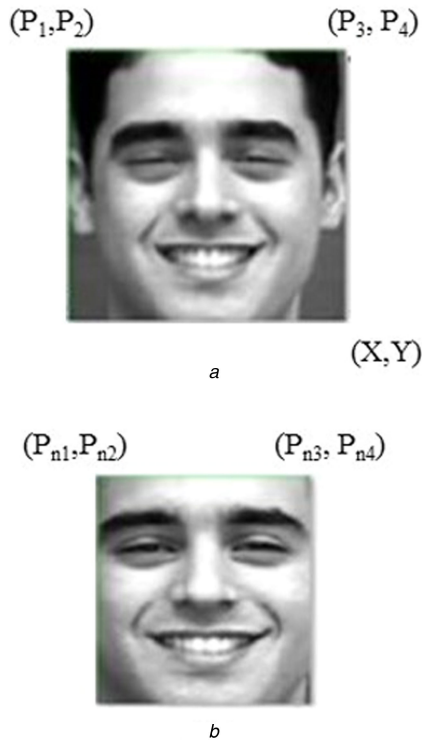 (P₁,P₂) (P₃, P₄)
(X,Y)
a
(Pₙ₁,Pₙ₂) (Pₙ₃, Pₙ₄)
b